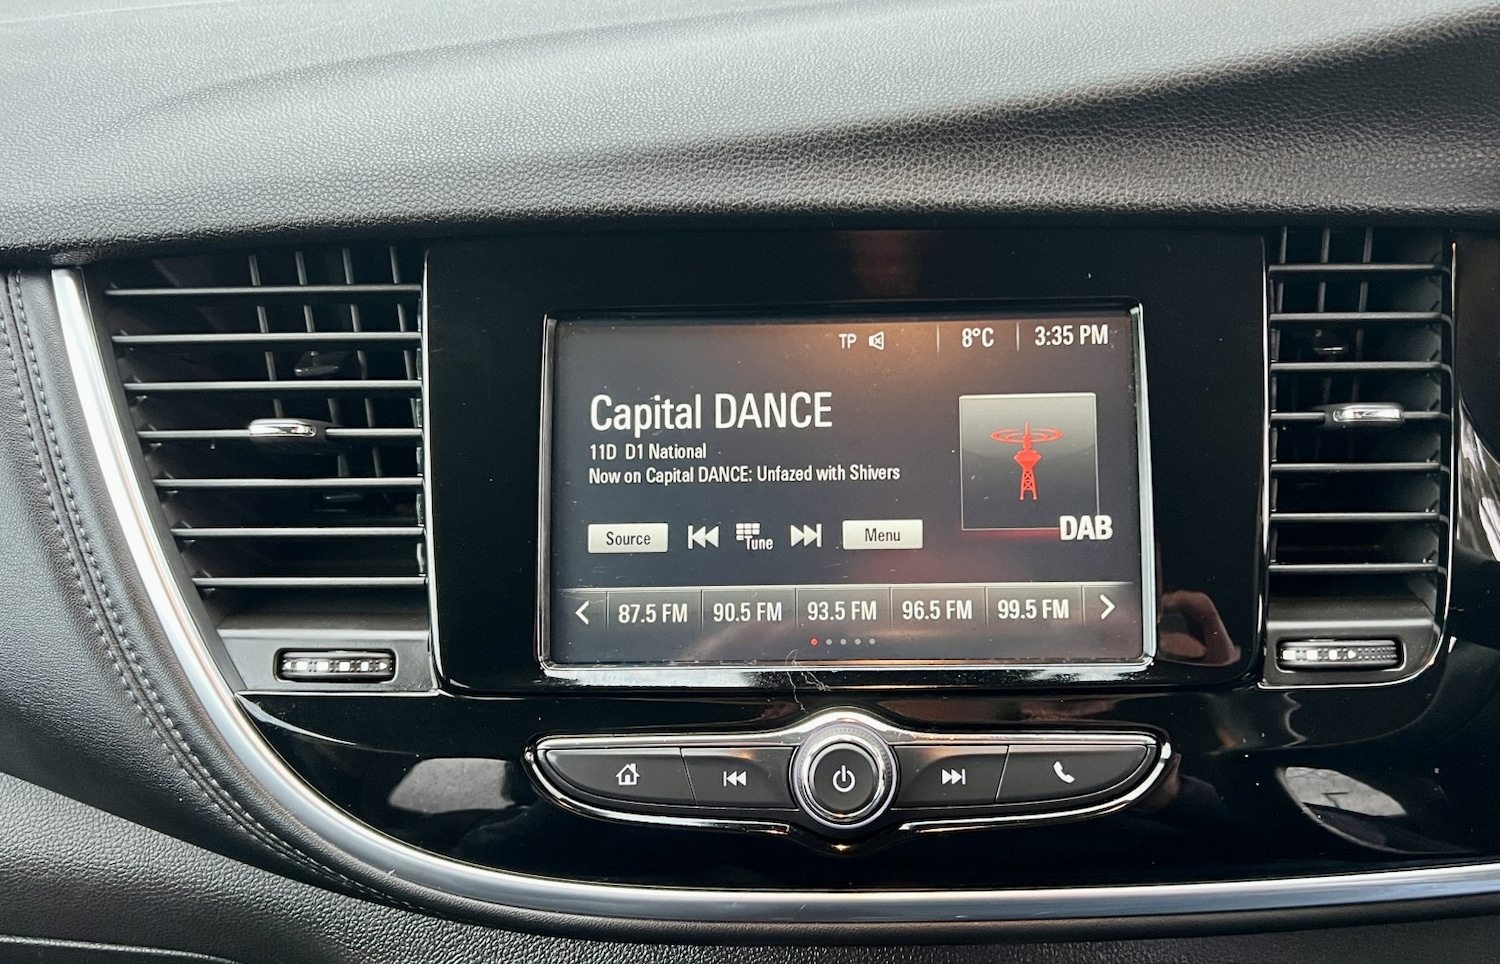 TP 8°C 3:35 PM
Capital DANCE
11D D1 National
Now on Capital DANCE: Unfazed with Shivers
Source Tune Menu
DAB
87.5 FM 90.5 FM 93.5 FM 96.5 FM 99.5 FM